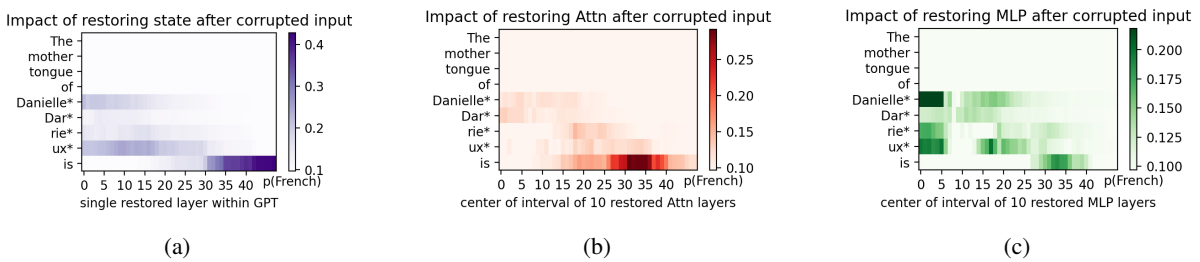 Impact of restoring state after corrupted input
The
mother
tongue
of
Danielle*
Dar*
rie*
ux*
is
0 5 10 15 20 25 30 35 40
single restored layer within GPT
0.4
0.3
0.2
0.1
p(French)
(a)
Impact of restoring Attn after corrupted input
The
mother
tongue
of
Danielle*
Dar*
rie*
ux*
is
0 5 10 15 20 25 30 35 40
center of interval of 10 restored Attn layers
0.25
0.20
0.15
0.10
p(French)
(b)
Impact of restoring MLP after corrupted input
The
mother
tongue
of
Danielle*
Dar*
rie*
ux*
is
0 5 10 15 20 25 30 35 40
center of interval of 10 restored MLP layers
0.200
0.175
0.150
0.125
0.100
p(French)
(c)